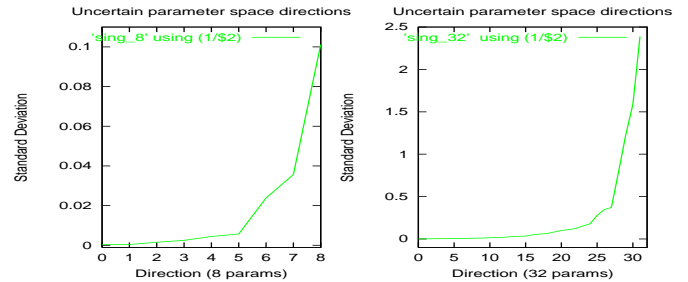 Uncertain parameter space directions
'sing_8' using (1/$2)
Standard Deviation
0.1
0.08
0.06
0.04
0.02
0
0 1 2 3 4 5 6 7 8
Direction (8 params)
Uncertain parameter space directions
'sing_32' using (1/$2)
Standard Deviation
2.5
2
1.5
1
0.5
0
0 5 10 15 20 25 30
Direction (32 params)